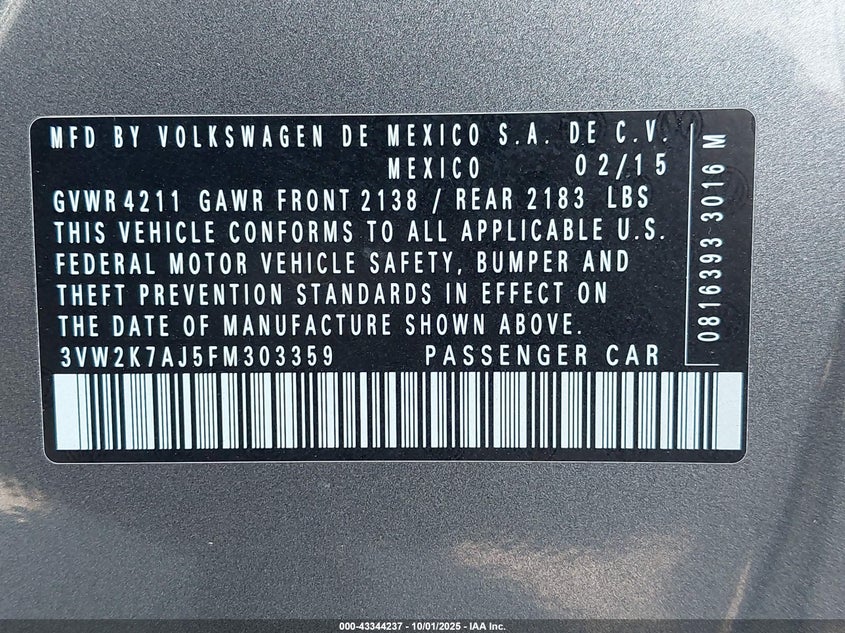 MFD BY VOLKSWAGEN DE MEXICO S.A. DE C.V.
MEXICO 02/15
GVWR 4211 GAWR FRONT 2138 / REAR 2183 LBS
THIS VEHICLE CONFORMS TO ALL APPLICABLE U.S.
FEDERAL MOTOR VEHICLE SAFETY, BUMPER AND
THEFT PREVENTION STANDARDS IN EFFECT ON
THE DATE OF MANUFACTURE SHOWN ABOVE.
3VW2K7AJ5FM303359 PASSENGER CAR
0816393 3016 M
000-43344237 - 10/01/2025 - IAA Inc.